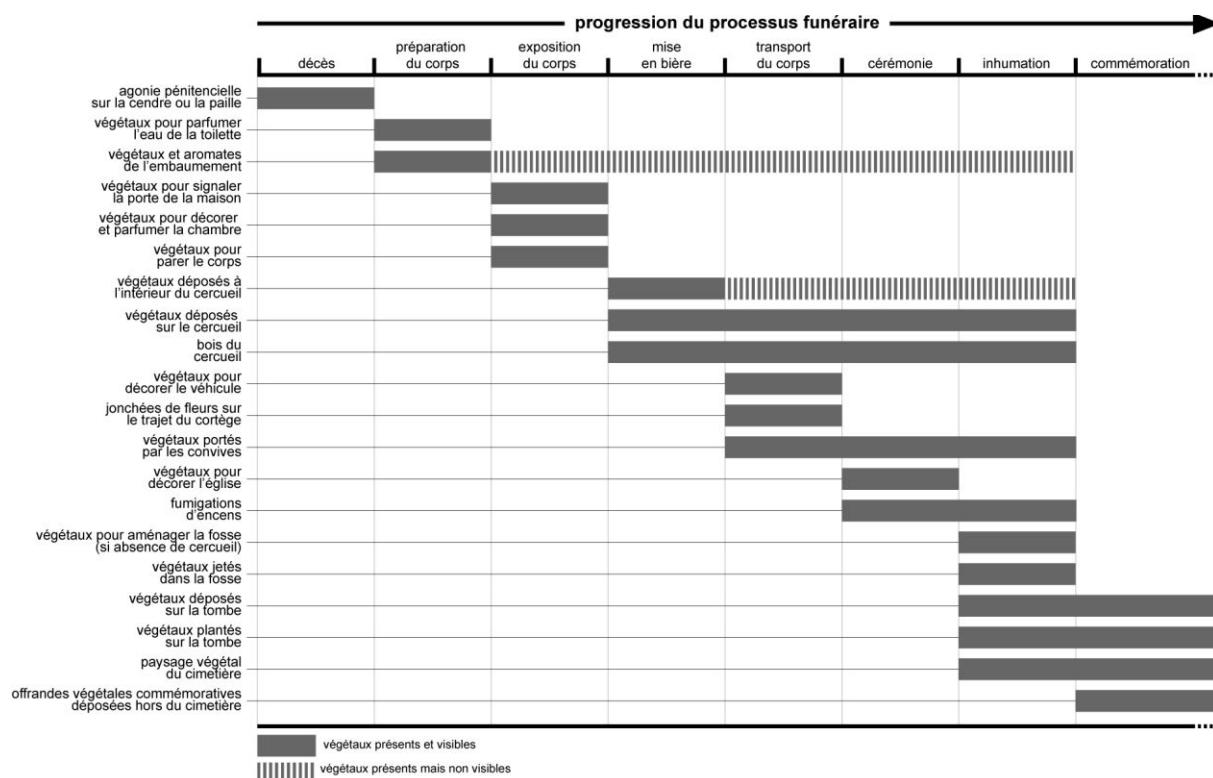 progression du processus funéraire
décès
préparation
du corps
exposition
du corps
mise
en bière
transport
du corps
cérémonie
inhumation
commémoration
agonie pénitencielle
sur la cendre ou la paille
végétaux pour parfumer
l'eau de la toilette
végétaux et aromates
de l'embaumement
végétaux pour signaler
la porte de la maison
végétaux pour décorer
et parfumer la chambre
végétaux pour
parer le corps
végétaux déposés à
l'intérieur du cercueil
végétaux déposés
sur le cercueil
bois du
cercueil
végétaux pour
décorer le véhicule
jonchées de fleurs sur
le trajet du cortège
végétaux portés
par les convives
végétaux pour
décorer l'église
fumigations
d'encens
végétaux pour aménager la fosse
(si absence de cercueil)
végétaux jetés
dans la fosse
végétaux déposés
sur la tombe
végétaux plantés
sur la tombe
paysage végétal
du cimetière
offrandes végétales commémoratives
déposées hors du cimetière
végétaux présents et visibles
végétaux présents mais non visibles